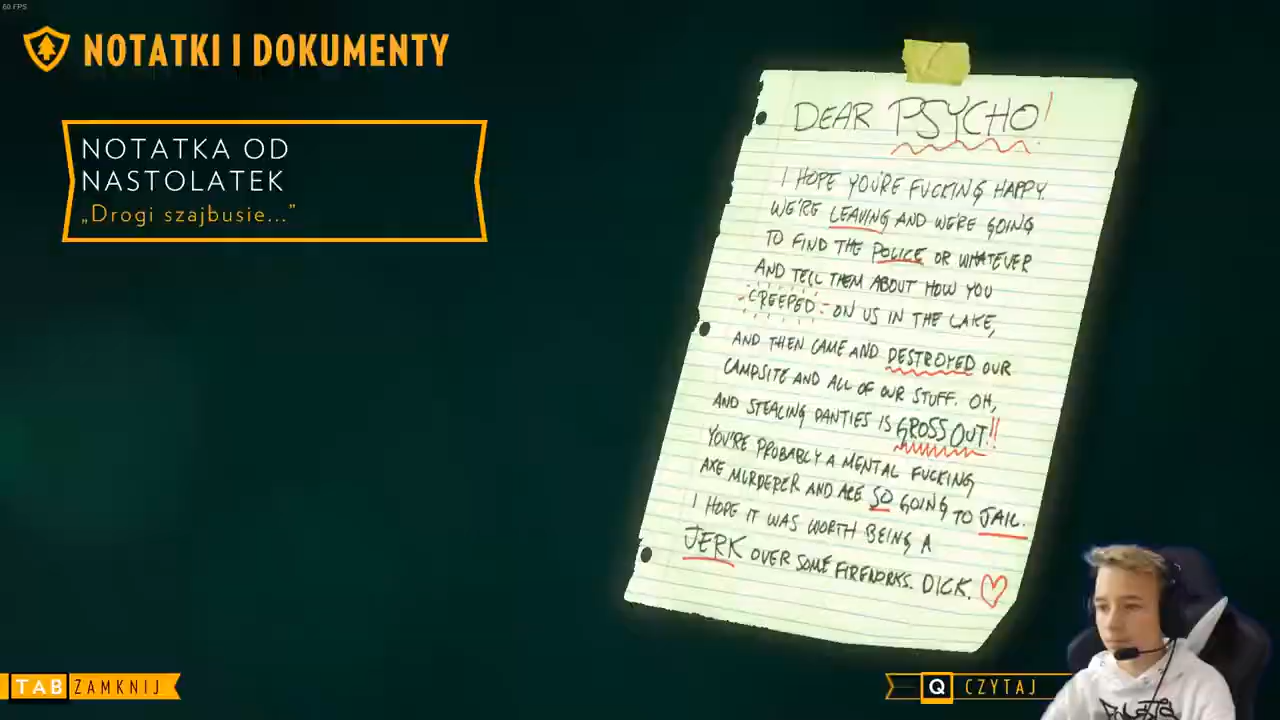 60 FPS
NOTATKI I DOKUMENTY
NOTATKA OD
NASTOLATEK
„Drogi szajbusie..."
DEAR PSYCHO!
I HOPE YOU'RE FUCKING HAPPY.
WE'RE LEAVING AND WE'RE GOING
TO FIND THE POLICE OR WHATEVER
AND TELL THEM ABOUT HOW YOU
CREEPED ON US IN THE LAKE,
AND THEN CAME AND DESTROYED OUR
CAMPSITE AND ALL OF OUR STUFF. OH,
AND STEALING PANTIES IS GROSS OUT!!
YOU'RE PROBABLY A MENTAL FUCKING
AXE MURDERER AND ARE SO GOING TO JAIL.
I HOPE IT WAS WORTH BEING A
JERK OVER SOME FIREWORKS. DICK.
TAB ZAMKNIJ
Q CZYTAJ